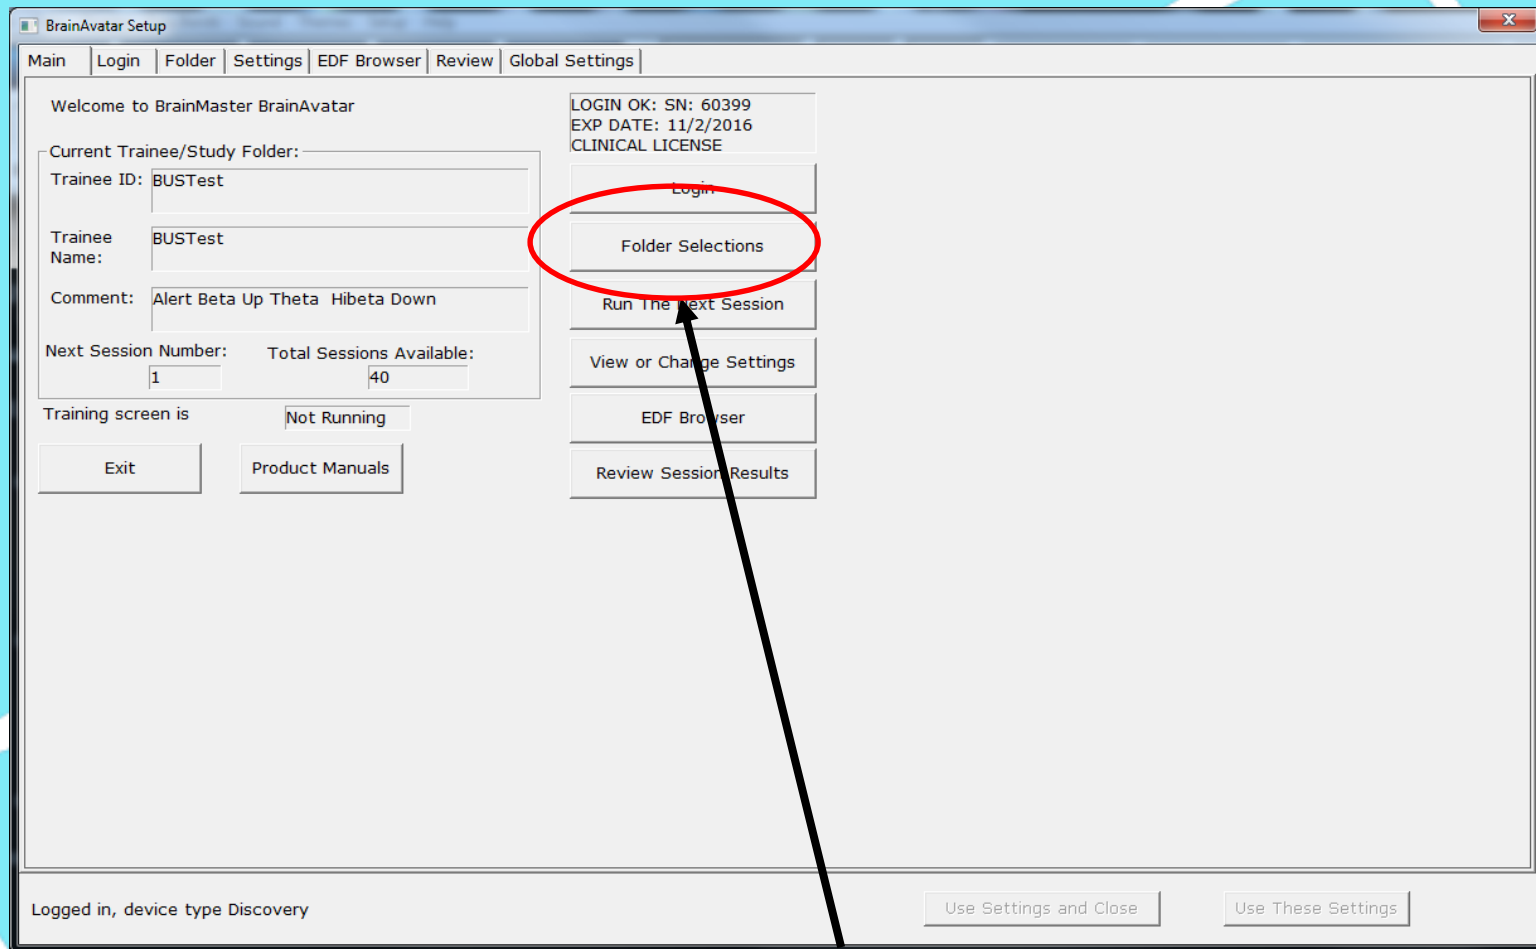 BrainAvatar Setup
Main Login Folder Settings EDF Browser Review Global Settings
Welcome to BrainMaster BrainAvatar
Current Trainee/Study Folder:
Trainee ID: BUSTest
Trainee Name: BUSTest
Comment: Alert Beta Up Theta  Hibeta Down
Next Session Number: Total Sessions Available:
1 40
Training screen is Not Running
Exit Product Manuals
LOGIN OK: SN: 60399
EXP DATE: 11/2/2016
CLINICAL LICENSE
Login
Folder Selections
Run The Next Session
View or Change Settings
EDF Browser
Review Session Results
Logged in, device type Discovery
Use Settings and Close Use These Settings